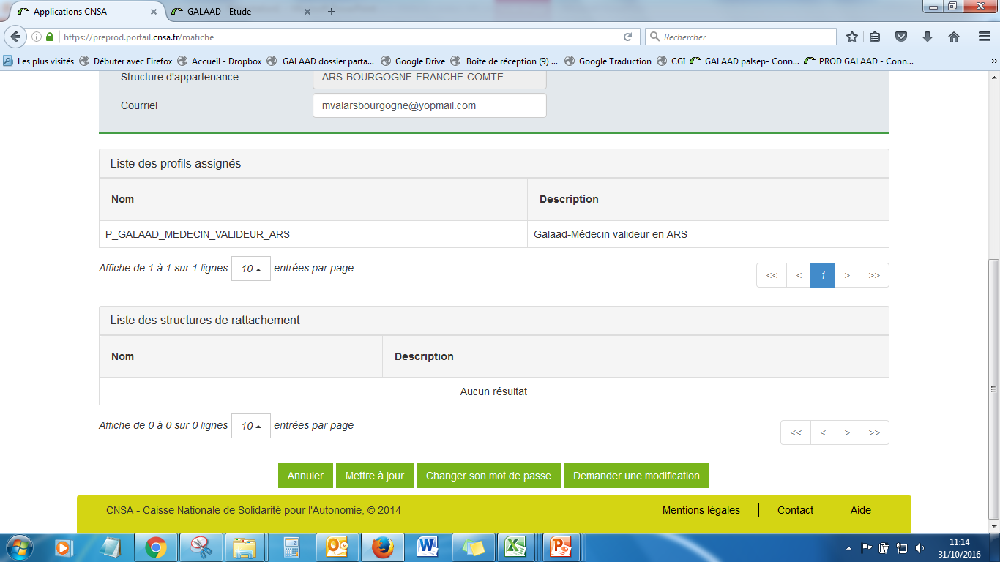 Applications CNSA
GALAAD - Etude
https://preprod.portail.cnsa.fr/mafiche
Rechercher
Les plus visités Débuter avec Firefox Accueil - Dropbox GALAAD dossier parta... Google Drive Boîte de réception (9) ... Google Traduction CGI GALAAD palsep- Conn... PROD GALAAD - Conn...
Structure d'appartenance ARS-BOURGOGNE-FRANCHE-COMTE
Courriel mvalarsbourgogne@yopmail.com
Liste des profils assignés
Nom Description
P_GALAAD_MEDECIN_VALIDEUR_ARS Galaad-Médecin valideur en ARS
Affiche de 1 à 1 sur 1 lignes 10 entrées par page
<< < 1 > >>
Liste des structures de rattachement
Nom Description
Aucun résultat
Affiche de 0 à 0 sur 0 lignes 10 entrées par page
<< < > >>
Annuler Mettre à jour Changer son mot de passe Demander une modification
CNSA - Caisse Nationale de Solidarité pour l'Autonomie, © 2014 Mentions légales Contact Aide
11:14
31/10/2016